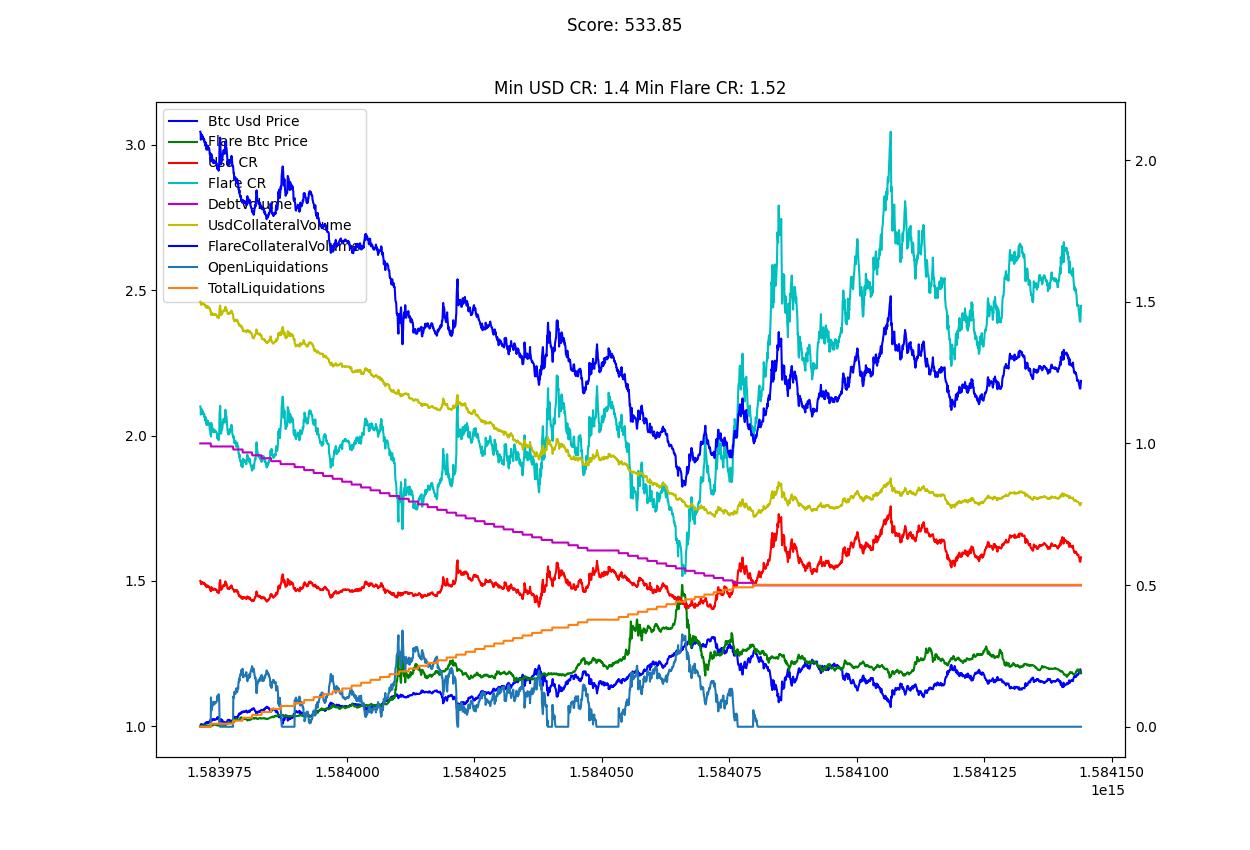 Score: 533.85
Min USD CR: 1.4 Min Flare CR: 1.52
Btc Usd Price
Flare Btc Price
Usd CR
Flare CR
DebtVolume
UsdCollateralVolume
FlareCollateralVolume
OpenLiquidations
TotalLiquidations
3.0
2.5
2.0
1.5
1.0
2.0
1.5
1.0
0.5
0.0
1.583975 1.584000 1.584025 1.584050 1.584075 1.584100 1.584125 1.584150
1e15